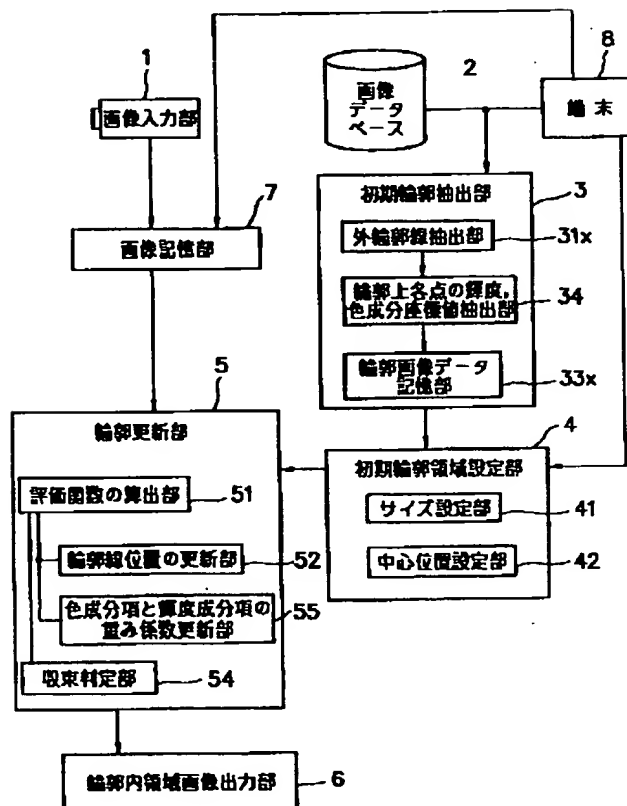 1
画像入力部
2
画像
データ
ベース
8
端末
7
画像記憶部
初期輪郭抽出部
3
外輪郭線抽出部
31x
輪郭上各点の輝度,
色成分座標値抽出部
34
輪郭画像データ
記憶部
33x
5
輪郭更新部
評価関数の算出部
51
輪郭線位置の更新部
52
色成分項と輝度成分項の
重み係数更新部
55
収束判定部
54
4
初期輪郭領域設定部
サイズ設定部
41
中心位置設定部
42
輪郭内領域画像出力部
6